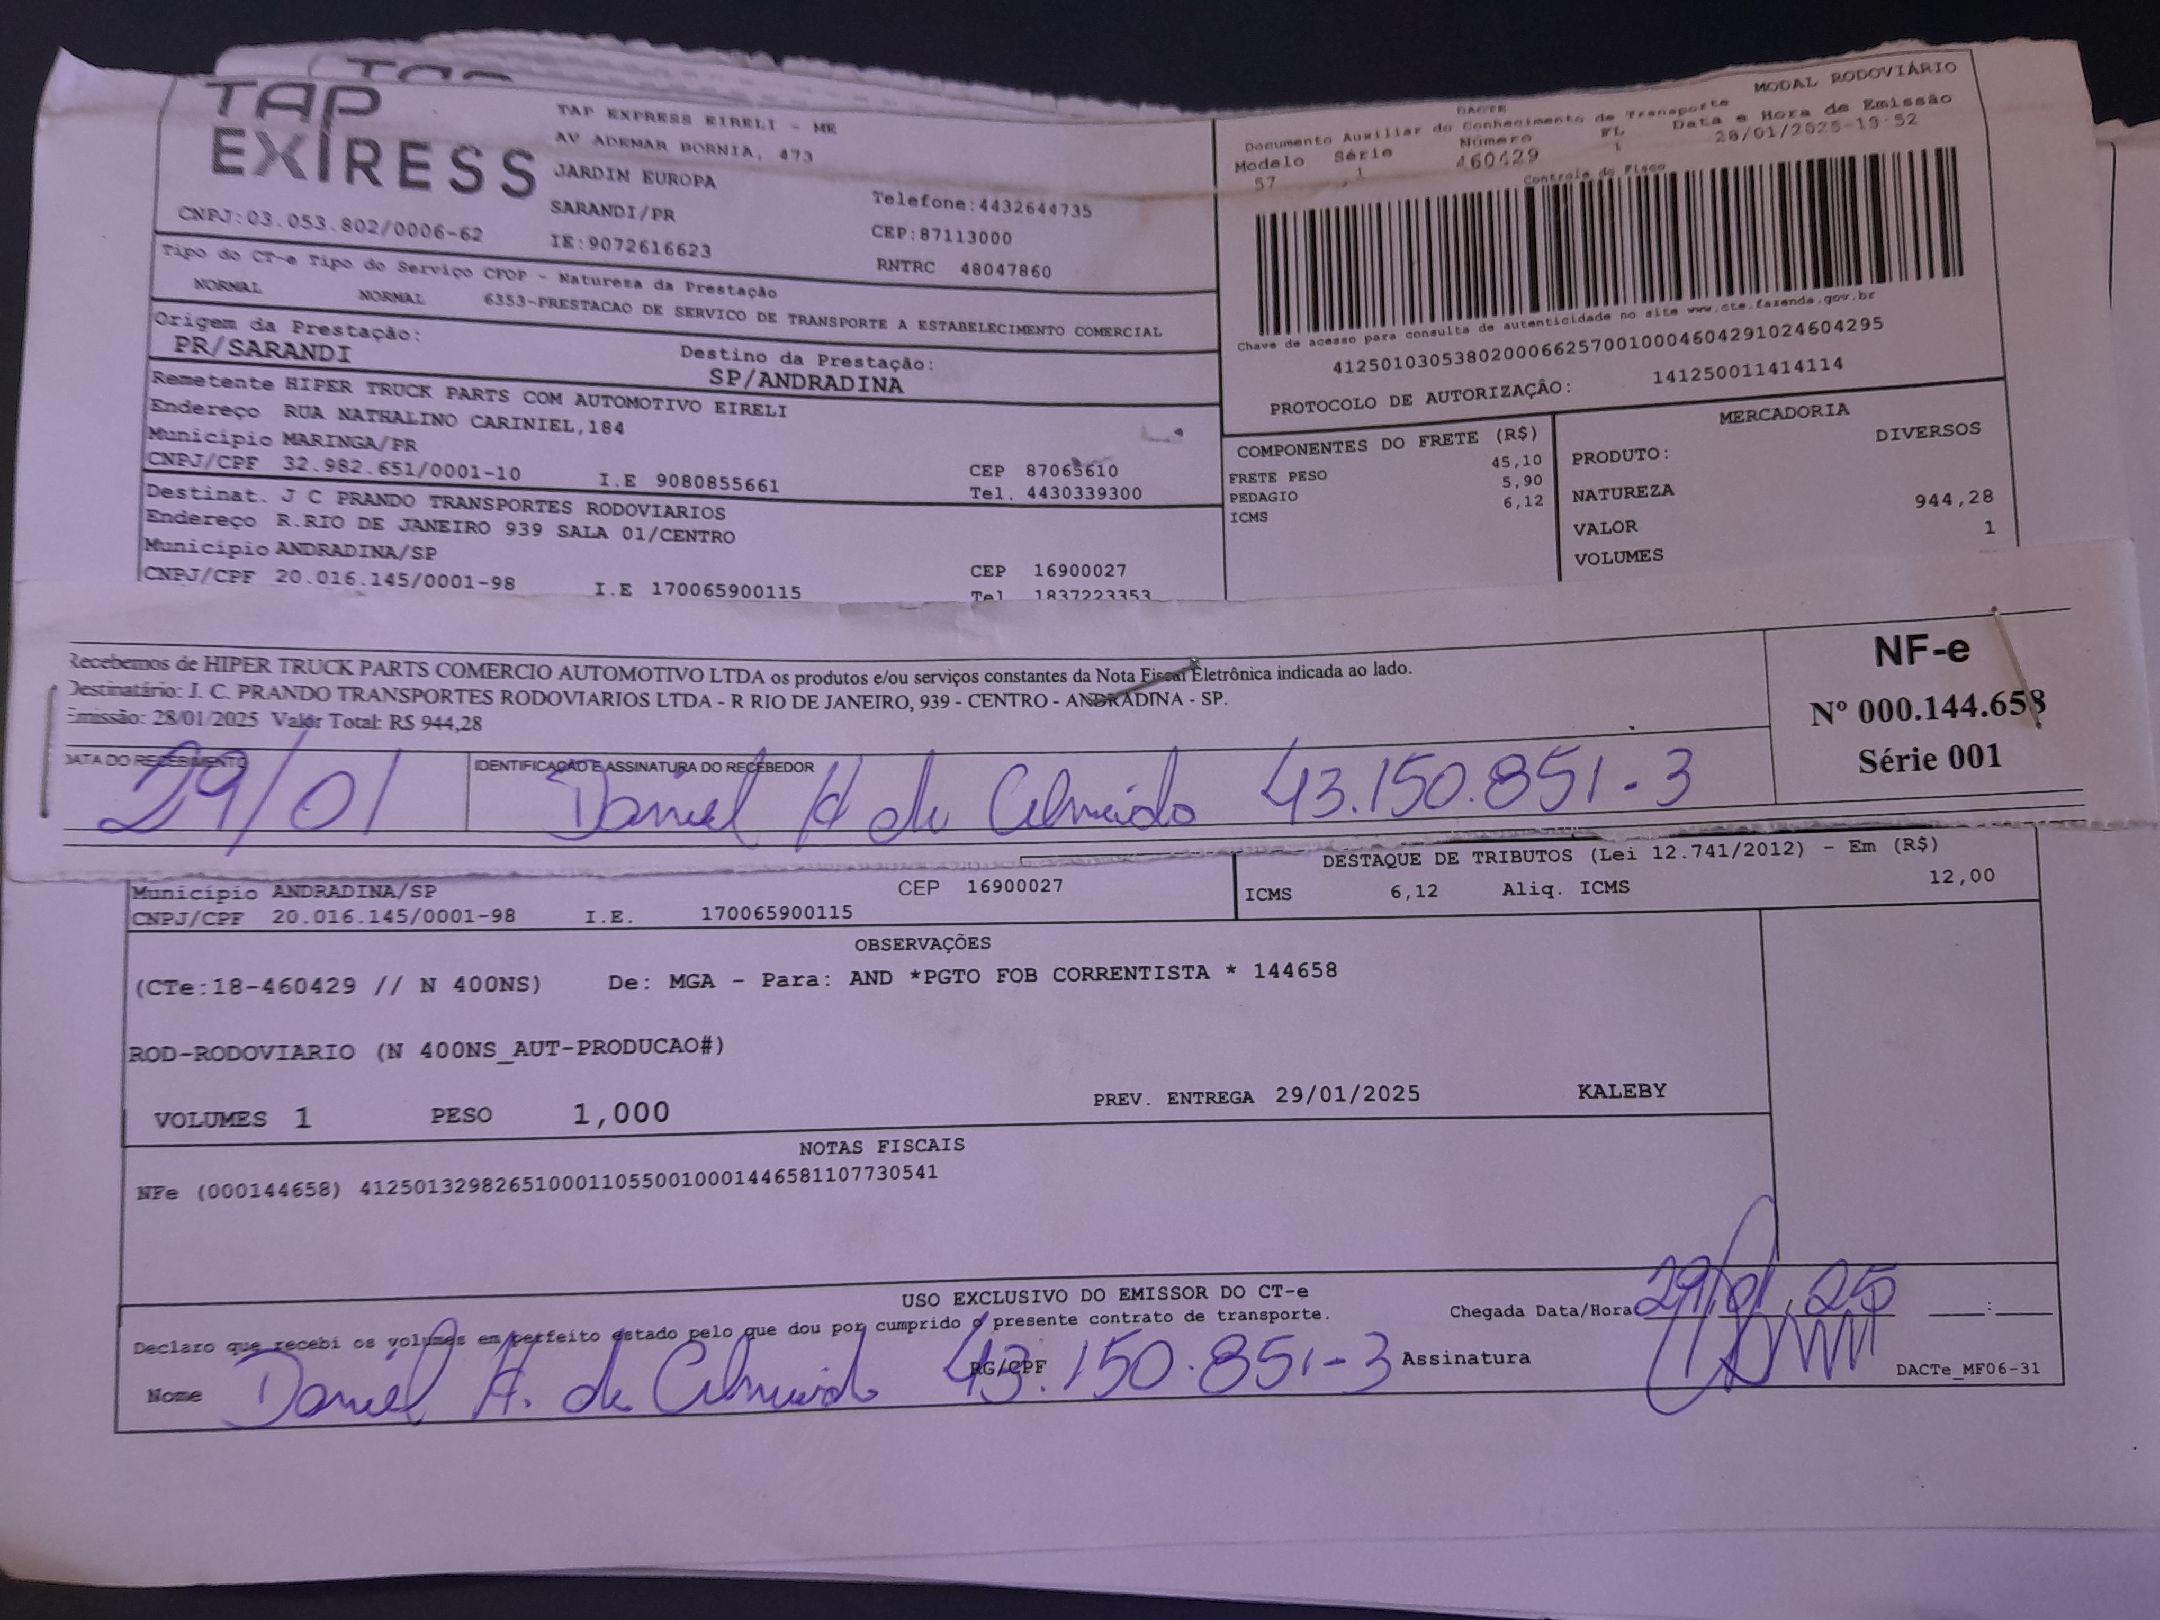 TAP
EXPRESS
TAP EXPRESS EIRELI - ME
AV ADEMAR BORNIA, 473
JARDIN EUROPA
SARANDI/PR
Telefone:4432644735
CNPJ:03.053.802/0006-62
IE:9072616623
CEP:87113000
RNTRC 48047860
MODAL RODOVIÁRIO
DACTE
Documento Auxiliar do Conhecimento de Transporte
Modelo Série Número FL Data e Hora de Emissão
57 1 460429 1 28/01/2025-18:52
Controle do Fisco
Chave de acesso para consulta de autenticidade no site www.cte.fazenda.gov.br
41250103053802000662570010004604291024604295
PROTOCOLO DE AUTORIZAÇÃO: 141250011414114
Tipo do CT-e Tipo do Serviço CFOP - Natureza da Prestação
NORMAL NORMAL 6353-PRESTACAO DE SERVICO DE TRANSPORTE A ESTABELECIMENTO COMERCIAL
Origem da Prestação: Destino da Prestação:
PR/SARANDI SP/ANDRADINA
Remetente HIPER TRUCK PARTS COM AUTOMOTIVO EIRELI
Endereço RUA NATHALINO CARINIEL,184
Município MARINGA/PR CEP 87065610
CNPJ/CPF 32.982.651/0001-10 I.E 9080855661 Tel. 4430339300
Destinat. J C PRANDO TRANSPORTES RODOVIARIOS
Endereço R.RIO DE JANEIRO 939 SALA 01/CENTRO
Município ANDRADINA/SP CEP 16900027
CNPJ/CPF 20.016.145/0001-98 I.E 170065900115 Tel 1837223353
COMPONENTES DO FRETE (R$)
FRETE PESO 45,10
PEDAGIO 5,90
ICMS 6,12
MERCADORIA
PRODUTO: DIVERSOS
NATUREZA
VALOR 944,28
VOLUMES 1
Recebemos de HIPER TRUCK PARTS COMERCIO AUTOMOTIVO LTDA os produtos e/ou serviços constantes da Nota Fiscal Eletrônica indicada ao lado.
Destinatário: J. C. PRANDO TRANSPORTES RODOVIARIOS LTDA - R RIO DE JANEIRO, 939 - CENTRO - ANDRADINA - SP.
Emissão: 28/01/2025 Valor Total: R$ 944,28
NF-e
Nº 000.144.658
Série 001
DATA DO RECEBIMENTO
29/01
IDENTIFICAÇÃO E ASSINATURA DO RECEBEDOR
Daniel H de Almeida 43.150.851-3
Município ANDRADINA/SP CEP 16900027
CNPJ/CPF 20.016.145/0001-98 I.E. 170065900115
DESTAQUE DE TRIBUTOS (Lei 12.741/2012) - Em (R$)
ICMS 6,12 Aliq. ICMS 12,00
OBSERVAÇÕES
(CTe:18-460429 // N 400NS) De: MGA - Para: AND *PGTO FOB CORRENTISTA * 144658
ROD-RODOVIARIO (N 400NS_AUT-PRODUCAO#)
VOLUMES 1 PESO 1,000 PREV. ENTREGA 29/01/2025 KALEBY
NOTAS FISCAIS
NFe (000144658) 41250132982651000110550010001446581107730541
USO EXCLUSIVO DO EMISSOR DO CT-e
Declaro que recebi os volumes em perfeito estado pelo que dou por cumprido o presente contrato de transporte.
Chegada Data/Hora 29/01/25 __:__
Nome Daniel H. de Almeida RG/CPF 43.150.851-3 Assinatura
DACTe_MF06-31